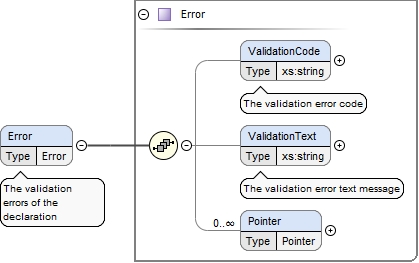 Error
ValidationCode
Type xs:string
The validation error code
Error
Type Error
The validation
errors of the
declaration
ValidationText
Type xs:string
The validation error text message
0..∞
Pointer
Type Pointer